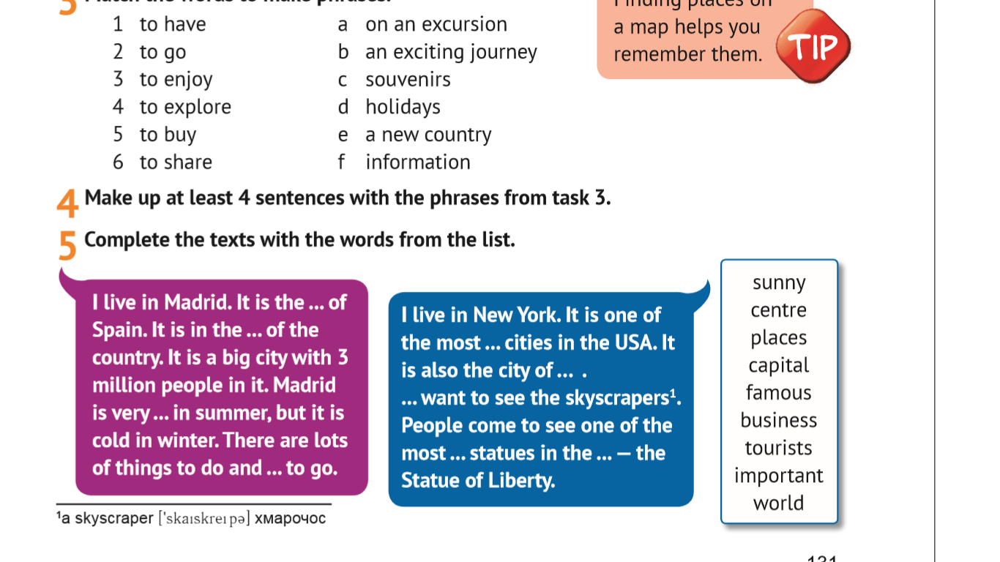 3 Match the words to make phrases.
1 to have a on an excursion
2 to go b an exciting journey
3 to enjoy c souvenirs
4 to explore d holidays
5 to buy e a new country
6 to share f information
Finding places on
a map helps you
remember them.
TIP
4 Make up at least 4 sentences with the phrases from task 3.
5 Complete the texts with the words from the list.
I live in Madrid. It is the ... of
Spain. It is in the ... of the
country. It is a big city with 3
million people in it. Madrid
is very ... in summer, but it is
cold in winter. There are lots
of things to do and ... to go.
I live in New York. It is one of
the most ... cities in the USA. It
is also the city of ... .
... want to see the skyscrapers¹.
People come to see one of the
most ... statues in the ... — the
Statue of Liberty.
sunny
centre
places
capital
famous
business
tourists
important
world
¹a skyscraper [ˈskaɪskreɪpə] хмарочос
131